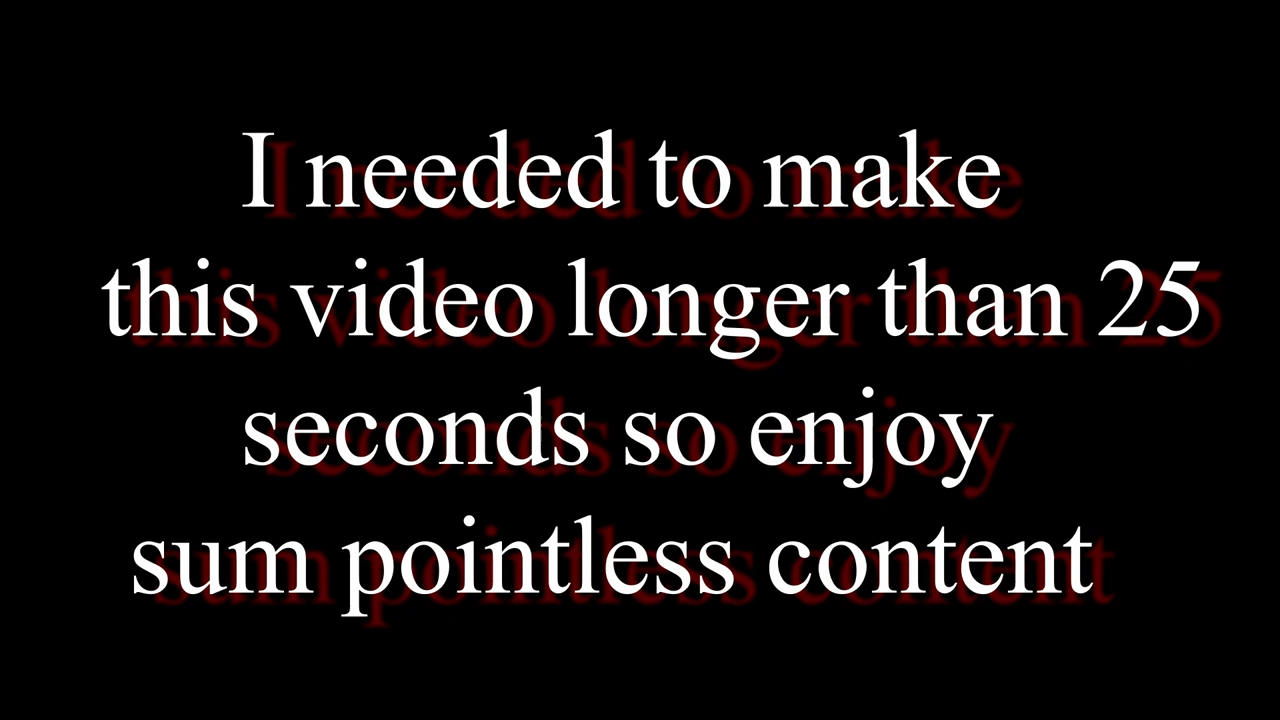 I needed to make
this video longer than 25
seconds so enjoy
sum pointless content